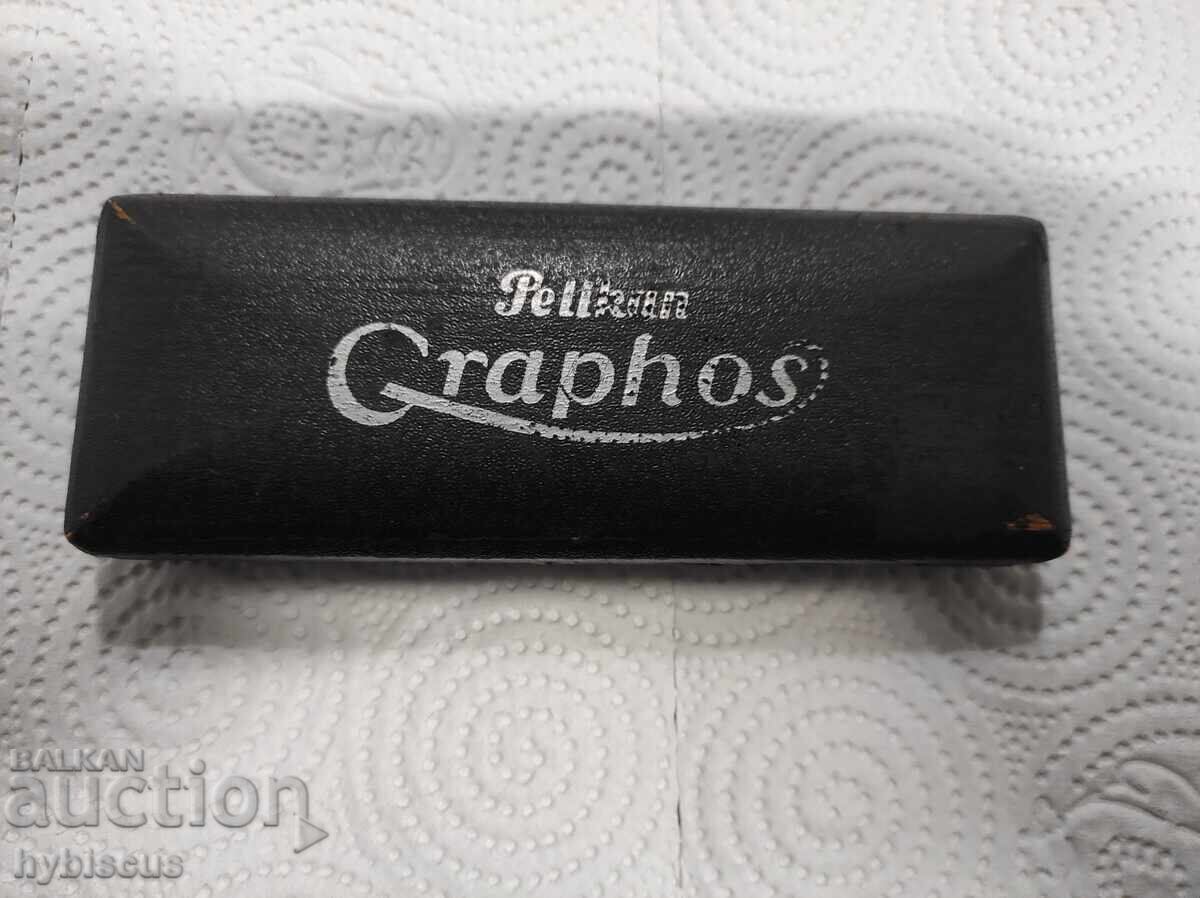 Pelikan
Graphos
BALKAN
auction
hybiscus